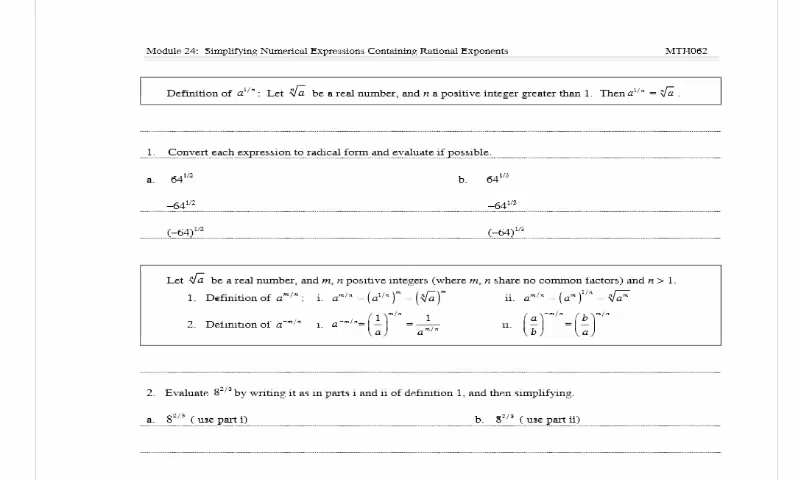 Module 24: Simplifying Numerical Expressions Containing Rational Exponents MTH062
Definition of a^{1/n}: Let ⁿ√a be a real number, and n a positive integer greater than 1. Then a^{1/n} = ⁿ√a .
1. Convert each expression to radical form and evaluate if possible.
a. 64^{1/2} b. 64^{1/3}
−64^{1/2} −64^{1/3}
(−64)^{1/2} (−64)^{1/3}
Let ⁿ√a be a real number, and m, n positive integers (where m, n share no common factors) and n > 1.
1. Definition of a^{m/n}: i. a^{m/n} = (a^{1/n})^m = (ⁿ√a)^m ii. a^{m/n} = (a^m)^{1/n} = ⁿ√a^m
2. Definition of a^{−m/n} i. a^{−m/n} = (1/a)^{m/n} = 1/a^{m/n} ii. (a/b)^{−m/n} = (b/a)^{m/n}
2. Evaluate 8^{2/3} by writing it as in parts i and ii of definition 1, and then simplifying.
a. 8^{2/3} ( use part i) b. 8^{2/3} ( use part ii)